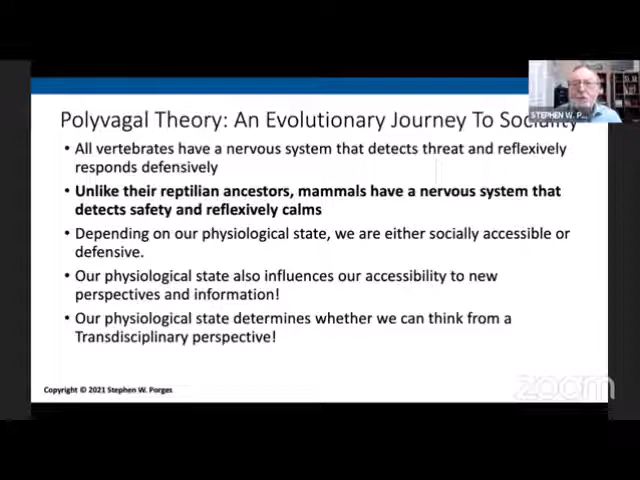 Polyvagal Theory: An Evolutionary Journey To Sociality
STEPHEN W. P...
• All vertebrates have a nervous system that detects threat and reflexively
responds defensively
• Unlike their reptilian ancestors, mammals have a nervous system that
detects safety and reflexively calms
• Depending on our physiological state, we are either socially accessible or
defensive.
• Our physiological state also influences our accessibility to new
perspectives and information!
• Our physiological state determines whether we can think from a
Transdisciplinary perspective!
Copyright © 2021 Stephen W. Porges
zoom